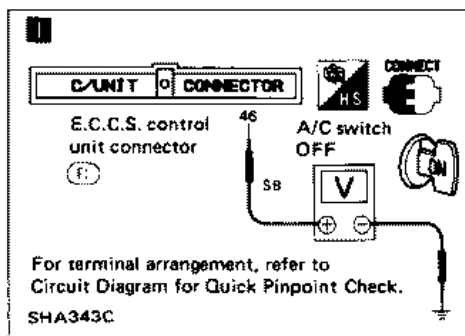 C/UNIT CONNECTOR
CONNECT
H S
46
E.C.C.S. control
unit connector
A/C switch
OFF
ON
SB
V
For terminal arrangement, refer to
Circuit Diagram for Quick Pinpoint Check.
SHA343C